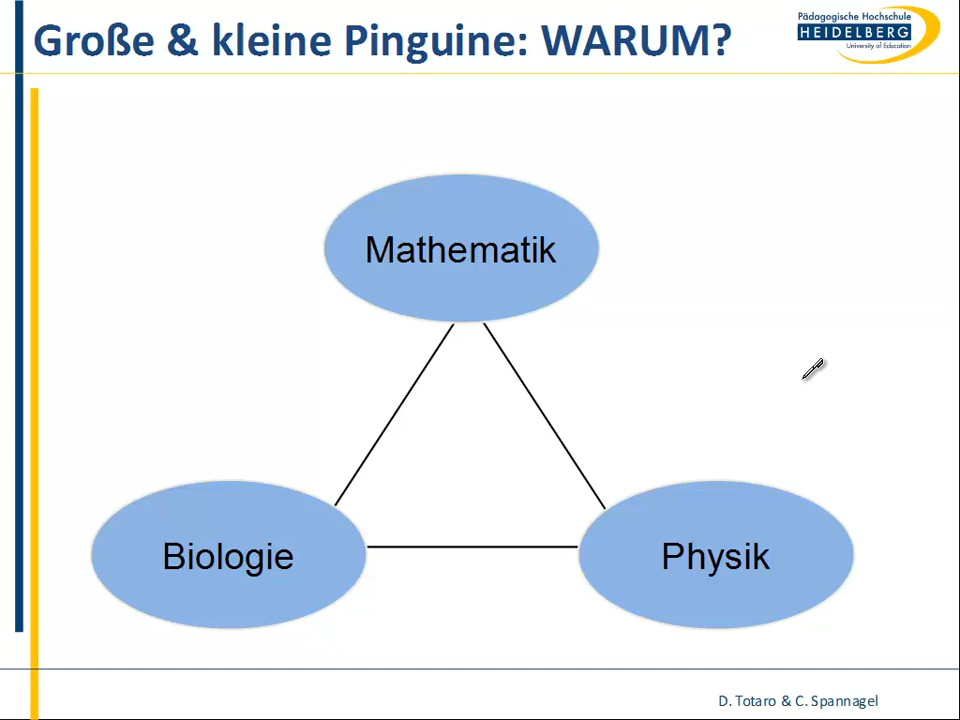 Große & kleine Pinguine: WARUM?
Pädagogische Hochschule
HEIDELBERG
University of Education
Mathematik
Biologie
Physik
D. Totaro & C. Spannagel